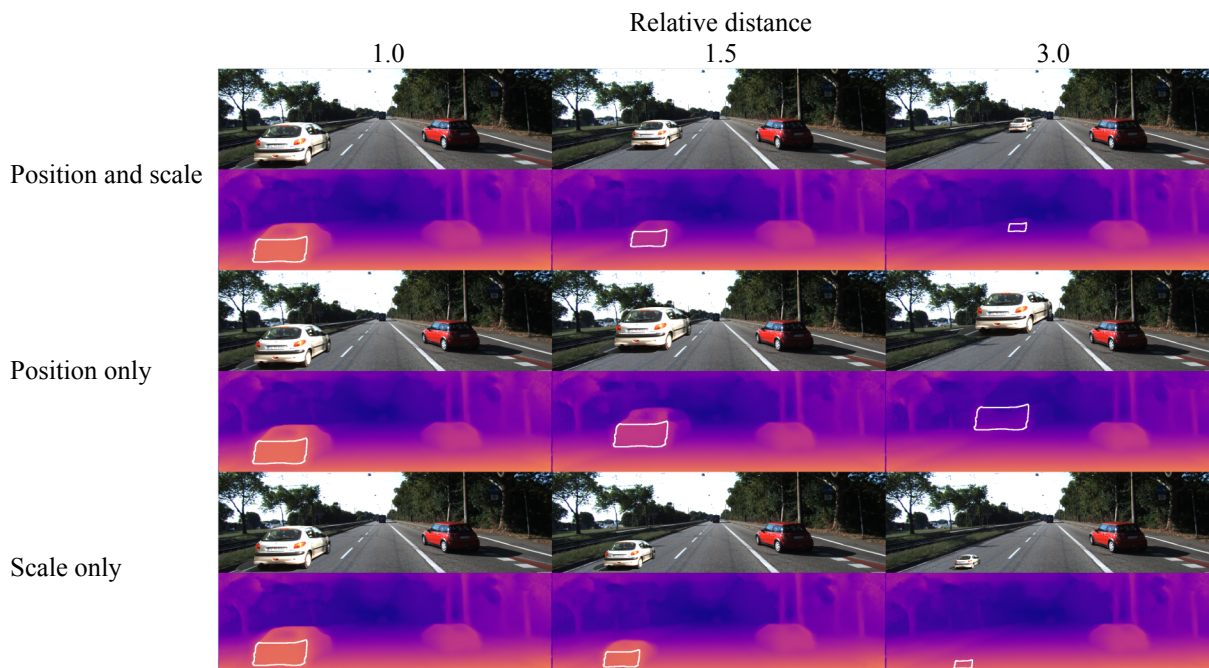 Relative distance
1.0 1.5 3.0
Position and scale
Position only
Scale only